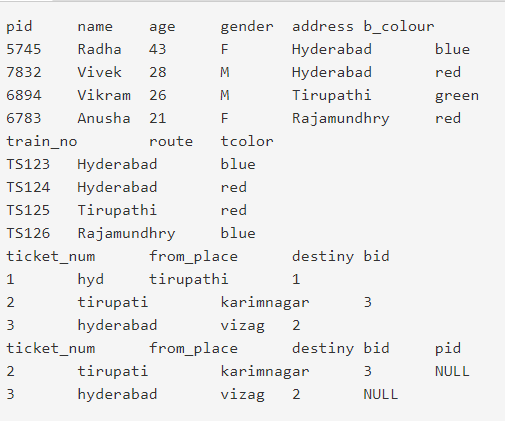 pid name age gender address b_colour
5745 Radha 43 F Hyderabad blue
7832 Vivek 28 M Hyderabad red
6894 Vikram 26 M Tirupathi green
6783 Anusha 21 F Rajamundhry red
train_no route tcolor
TS123 Hyderabad blue
TS124 Hyderabad red
TS125 Tirupathi red
TS126 Rajamundhry blue
ticket_num from_place destiny bid
1 hyd tirupathi 1
2 tirupati karimnagar 3
3 hyderabad vizag 2
ticket_num from_place destiny bid pid
2 tirupati karimnagar 3 NULL
3 hyderabad vizag 2 NULL